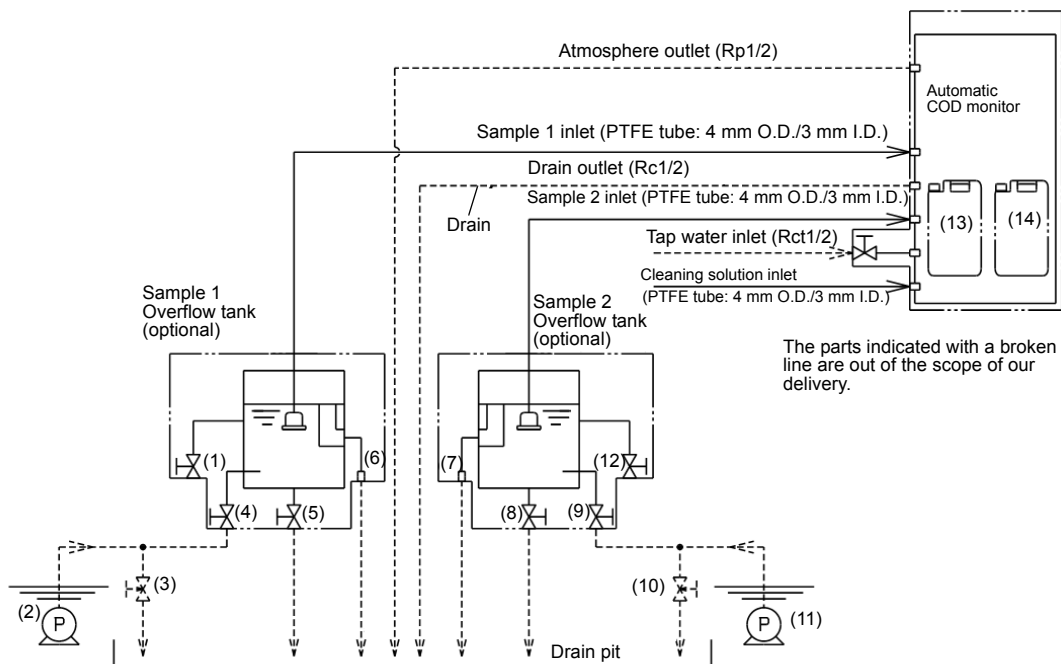 Atmosphere outlet (Rp1/2)
Automatic
COD monitor
Sample 1 inlet (PTFE tube: 4 mm O.D./3 mm I.D.)
Drain outlet (Rc1/2)
Sample 2 inlet (PTFE tube: 4 mm O.D./3 mm I.D.)
Drain
(13)
(14)
Tap water inlet (Rct1/2)
Cleaning solution inlet
(PTFE tube: 4 mm O.D./3 mm I.D.)
Sample 1
Overflow tank
(optional)
Sample 2
Overflow tank
(optional)
The parts indicated with a broken
line are out of the scope of our
delivery.
(1)
(6)
(7)
(12)
(4)
(5)
(8)
(9)
(3)
(10)
(2)
P
P
(11)
Drain pit